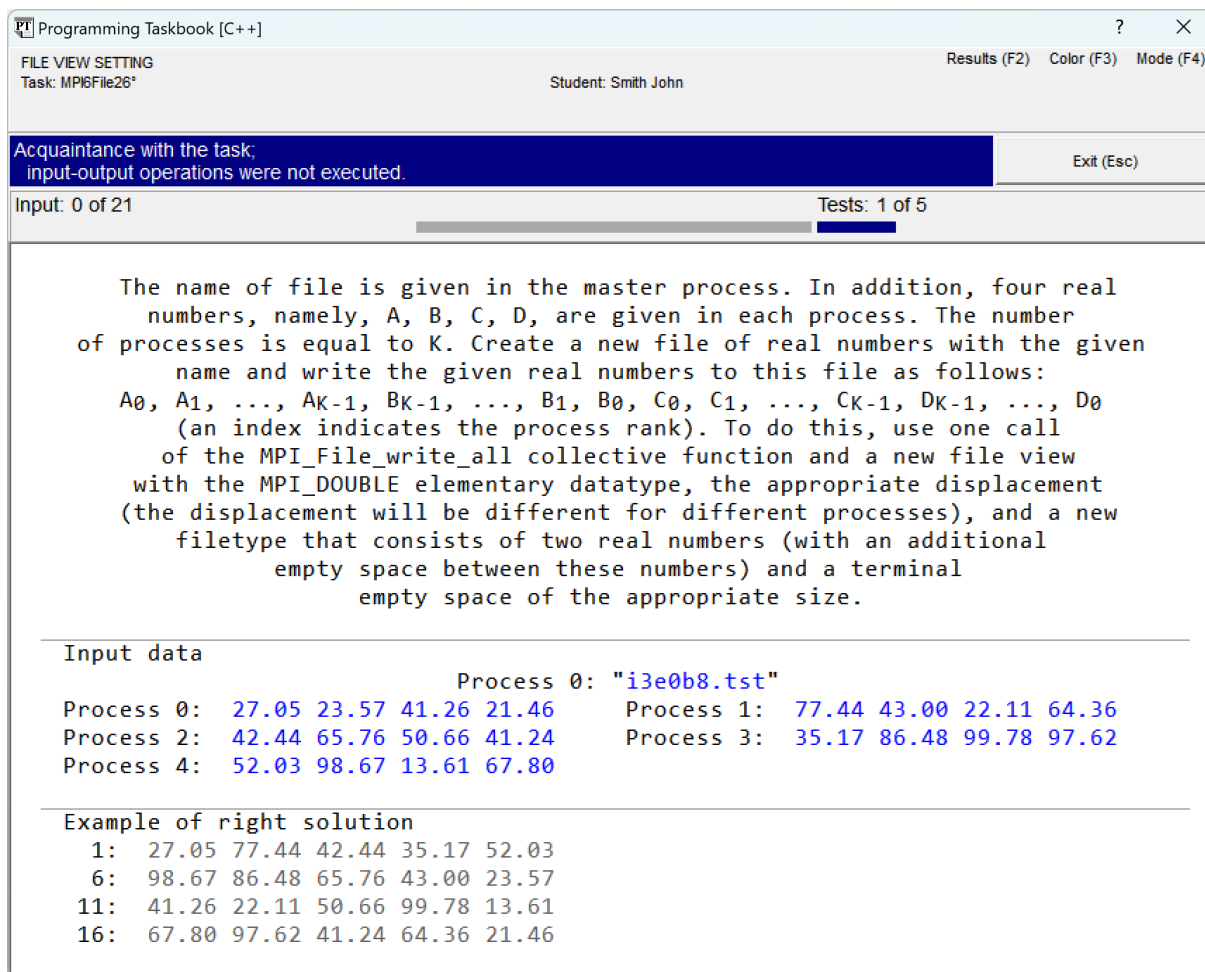 PT Programming Taskbook [C++] ? ×
FILE VIEW SETTING Results (F2) Color (F3) Mode (F4)
Task: MPI6File26° Student: Smith John
Acquaintance with the task;
input-output operations were not executed.
Exit (Esc)
Input: 0 of 21 Tests: 1 of 5
The name of file is given in the master process. In addition, four real
numbers, namely, A, B, C, D, are given in each process. The number
of processes is equal to K. Create a new file of real numbers with the given
name and write the given real numbers to this file as follows:
A₀, A₁, ..., Aₖ₋₁, Bₖ₋₁, ..., B₁, B₀, C₀, C₁, ..., Cₖ₋₁, Dₖ₋₁, ..., D₀
(an index indicates the process rank). To do this, use one call
of the MPI_File_write_all collective function and a new file view
with the MPI_DOUBLE elementary datatype, the appropriate displacement
(the displacement will be different for different processes), and a new
filetype that consists of two real numbers (with an additional
empty space between these numbers) and a terminal
empty space of the appropriate size.
Input data
Process 0: "i3e0b8.tst"
Process 0: 27.05 23.57 41.26 21.46 Process 1: 77.44 43.00 22.11 64.36
Process 2: 42.44 65.76 50.66 41.24 Process 3: 35.17 86.48 99.78 97.62
Process 4: 52.03 98.67 13.61 67.80
Example of right solution
1: 27.05 77.44 42.44 35.17 52.03
6: 98.67 86.48 65.76 43.00 23.57
11: 41.26 22.11 50.66 99.78 13.61
16: 67.80 97.62 41.24 64.36 21.46